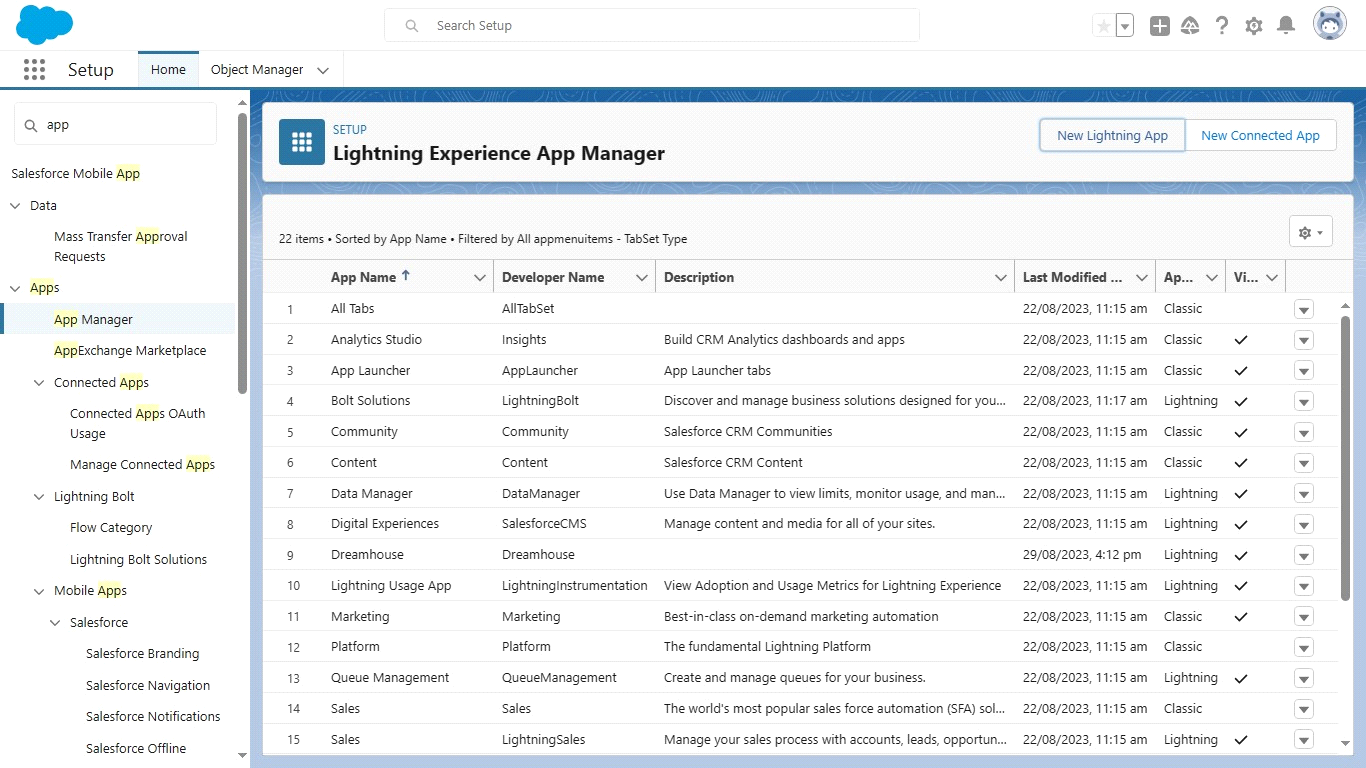 Search Setup
Setup
Home
Object Manager
app
Salesforce Mobile App
Data
Mass Transfer Approval
Requests
Apps
App Manager
AppExchange Marketplace
Connected Apps
Connected Apps OAuth
Usage
Manage Connected Apps
Lightning Bolt
Flow Category
Lightning Bolt Solutions
Mobile Apps
Salesforce
Salesforce Branding
Salesforce Navigation
Salesforce Notifications
Salesforce Offline
SETUP
Lightning Experience App Manager
New Lightning App
New Connected App
22 items • Sorted by App Name • Filtered by All appmenuitems - TabSet Type
App Name Developer Name Description Last Modified ... Ap... Vi...
1 All Tabs AllTabSet 22/08/2023, 11:15 am Classic
2 Analytics Studio Insights Build CRM Analytics dashboards and apps 22/08/2023, 11:15 am Classic
3 App Launcher AppLauncher App Launcher tabs 22/08/2023, 11:15 am Classic
4 Bolt Solutions LightningBolt Discover and manage business solutions designed for you... 22/08/2023, 11:17 am Lightning
5 Community Community Salesforce CRM Communities 22/08/2023, 11:15 am Classic
6 Content Content Salesforce CRM Content 22/08/2023, 11:15 am Classic
7 Data Manager DataManager Use Data Manager to view limits, monitor usage, and man... 22/08/2023, 11:15 am Lightning
8 Digital Experiences SalesforceCMS Manage content and media for all of your sites. 22/08/2023, 11:15 am Lightning
9 Dreamhouse Dreamhouse 29/08/2023, 4:12 pm Lightning
10 Lightning Usage App LightningInstrumentation View Adoption and Usage Metrics for Lightning Experience 22/08/2023, 11:15 am Lightning
11 Marketing Marketing Best-in-class on-demand marketing automation 22/08/2023, 11:15 am Classic
12 Platform Platform The fundamental Lightning Platform 22/08/2023, 11:15 am Classic
13 Queue Management QueueManagement Create and manage queues for your business. 22/08/2023, 11:15 am Lightning
14 Sales Sales The world's most popular sales force automation (SFA) sol... 22/08/2023, 11:15 am Classic
15 Sales LightningSales Manage your sales process with accounts, leads, opportun... 22/08/2023, 11:15 am Lightning